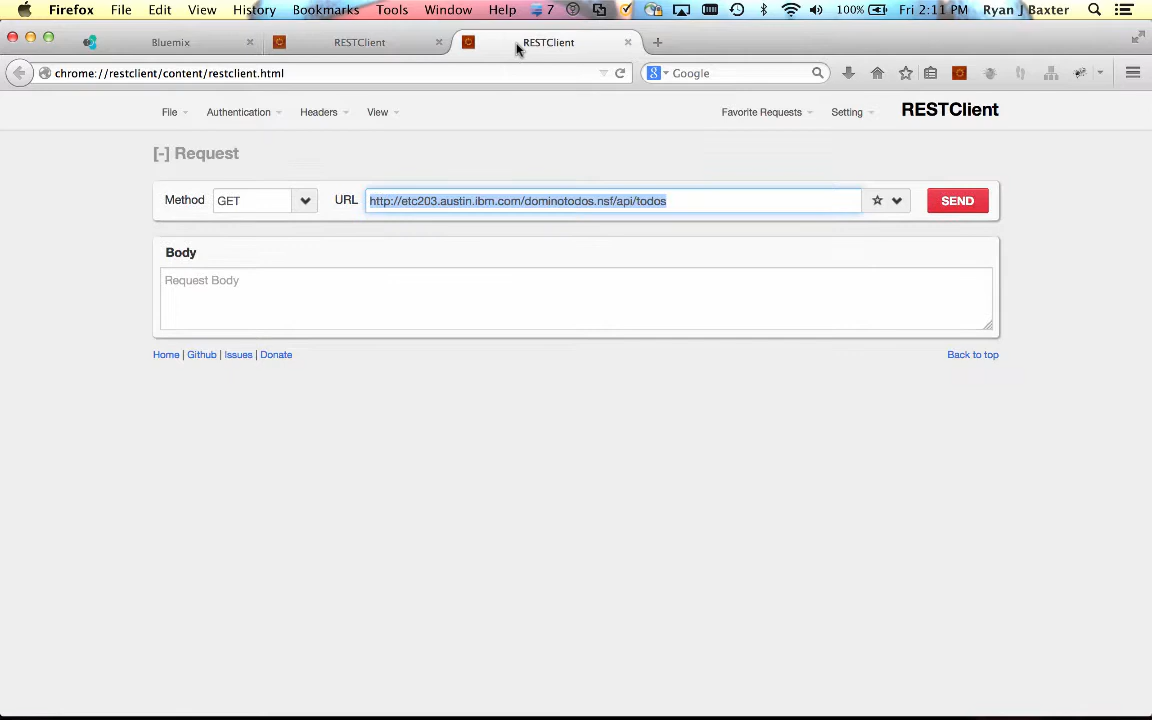 Firefox File Edit View History Bookmarks Tools Window Help 7 100% Fri 2:11 PM Ryan J Baxter
Bluemix RESTClient RESTClient
chrome://restclient/content/restclient.html Google
File Authentication Headers View Favorite Requests Setting RESTClient
[-] Request
Method GET URL http://etc203.austin.ibm.com/dominotodos.nsf/api/todos SEND
Body
Request Body
Home | Github | Issues | Donate Back to top